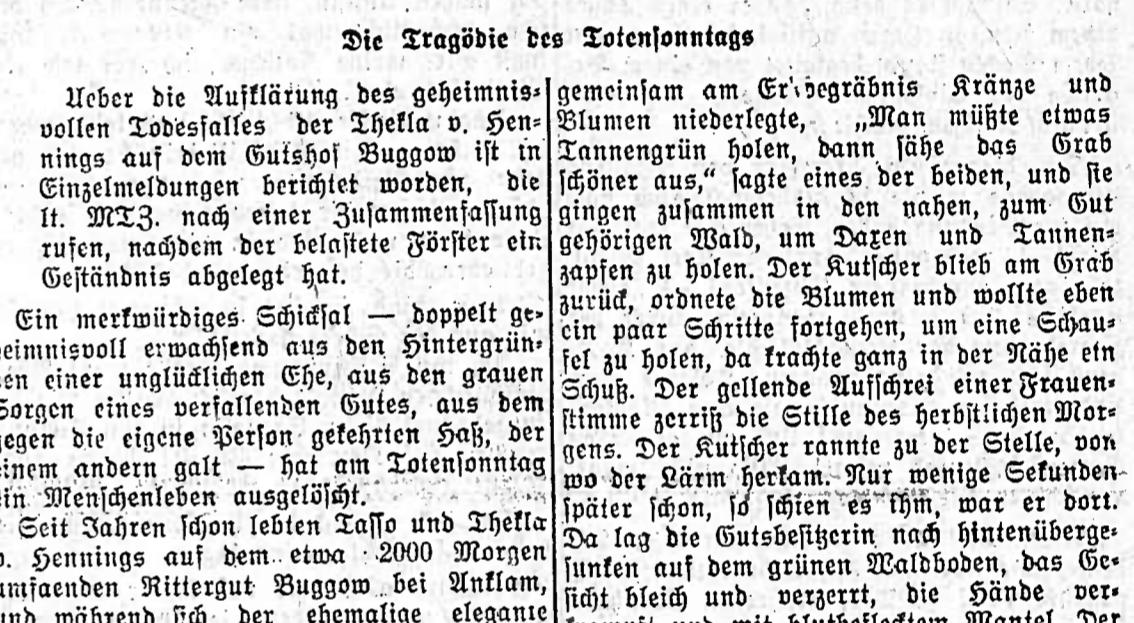 Die Tragödie des Totensonntags
Ueber die Aufklärung des geheimnis-
vollen Todesfalles der Thekla v. Hen-
nings auf dem Gutshof Buggow ist in
Einzelmeldungen berichtet worden, die
lt. MTZ. nach einer Zusammenfassung
rufen, nachdem der belastete Förster ein
Geständnis abgelegt hat.
Ein merkwürdiges Schicksal — doppelt ge-
heimnisvoll erwachsend aus den Hintergrün-
den einer unglücklichen Ehe, aus den grauen
Sorgen eines verfallenden Gutes, aus dem
gegen die eigene Person gekehrten Haß, der
einem andern galt — hat am Totensonntag
ein Menschenleben ausgelöscht.
Seit Jahren schon lebten Tasso und Thekla
v. Hennings auf dem etwa 2000 Morgen
umfaenden Rittergut Buggow bei Anklam,
und während sich der ehemalige elegante
gemeinsam am Erbbegräbnis Kränze und
Blumen niederlegte, „Man müßte etwas
Tannengrün holen, dann sähe das Grab
schöner aus,“ sagte eines der beiden, und sie
gingen zusammen in den nahen, zum Gut
gehörigen Wald, um Daxen und Tannen-
zapfen zu holen. Der Kutscher blieb am Grab
zurück, ordnete die Blumen und wollte eben
ein paar Schritte fortgehen, um eine Schau-
fel zu holen, da krachte ganz in der Nähe ein
Schuß. Der gellende Aufschrei einer Frauen-
stimme zerriß die Stille des herbstlichen Mor-
gens. Der Kutscher rannte zu der Stelle, von
wo der Lärm herkam. Nur wenige Sekunden
später schon, so schien es ihm, war er dort.
Da lag die Gutsbesitzerin nach hintenüberge-
sunken auf dem grünen Waldboden, das Ge-
sicht bleich und verzerrt, die Hände ver-
krampft und mit blutbeflecktem Mantel. Der